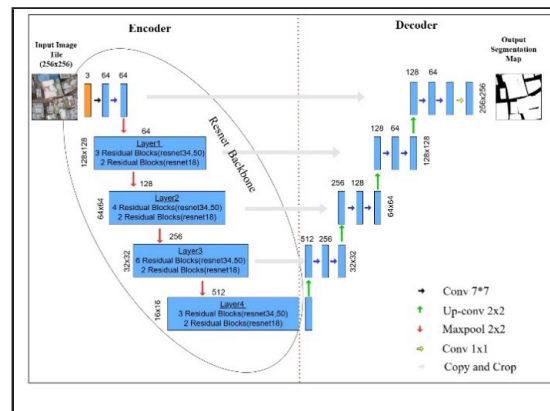 Encoder
Decoder
Input Image
File
(256x256)
Output
Segmentation
Map
3 64 64
128 64
256x256
Resnet Backbone
64
128x128
Layer1
3 Residual Blocks(resnet34,50)
2 Residual Blocks(resnet18)
128 64
128x128
128
64x64
Layer2
4 Residual Blocks(resnet34,50)
2 Residual Blocks(resnet18)
256 128
64x64
256
32x32
Layer3
6 Residual Blocks(resnet34,50)
2 Residual Blocks(resnet18)
512 256
32x32
512
16x16
Layer4
3 Residual Blocks(resnet34,50)
2 Residual Blocks(resnet18)
Conv 7*7
Up-conv 2x2
Maxpool 2x2
Conv 1x1
Copy and Crop